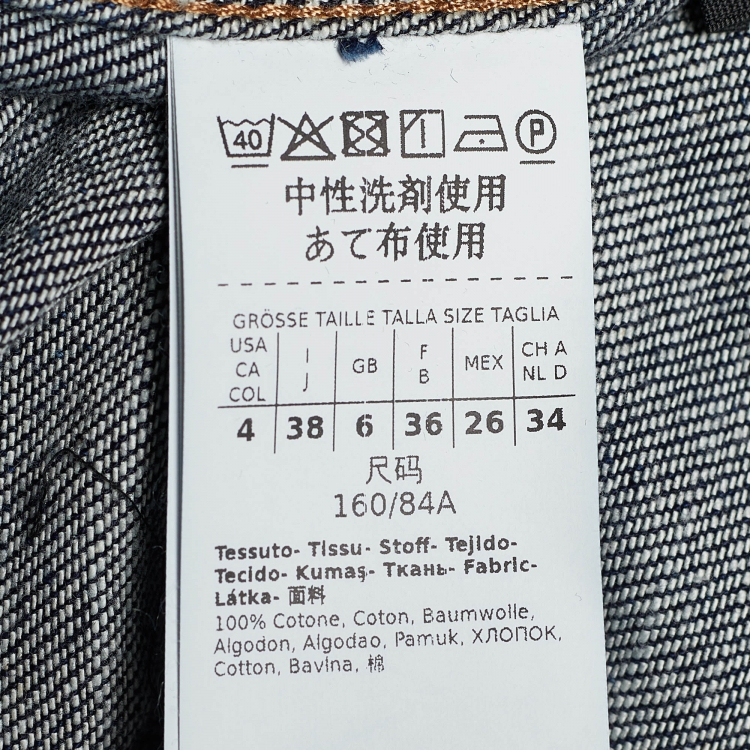 40 P
中性洗剤使用
あて布使用
GRÖSSE TAILLE TALLA SIZE TAGLIA
USA CA COL I J GB F B MEX CH A NL D
4 38 6 36 26 34
尺码
160/84A
Tessuto- Tissu- Stoff- Tejido-
Tecido- Kumaş- Ткань- Fabric-
Látka- 面料
100% Cotone, Coton, Baumwolle,
Algodon, Algodao, Pamuk, ХЛОПОК,
Cotton, Bavlna, 棉